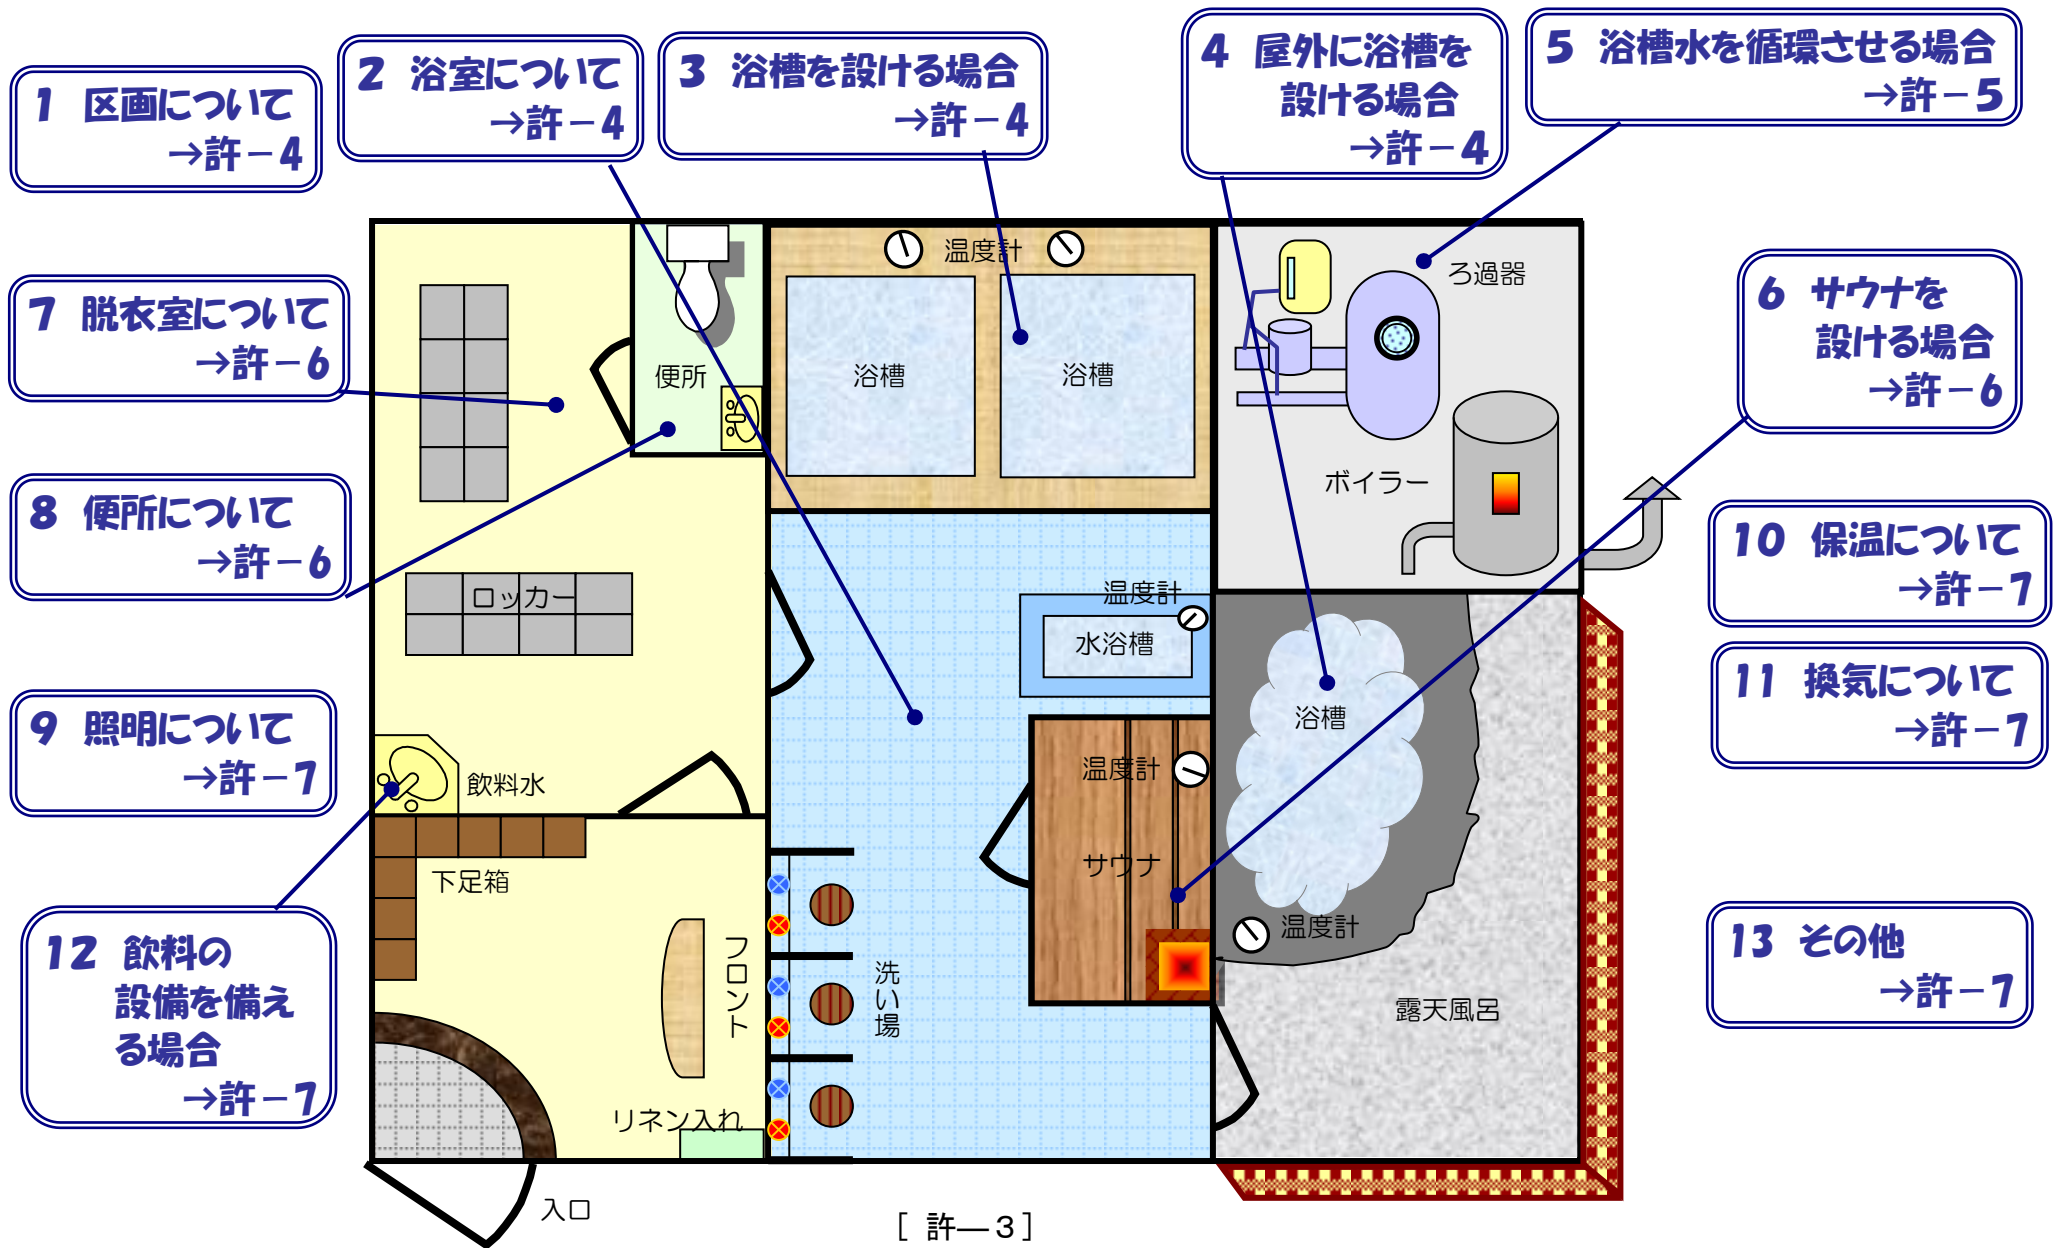 1 区画について
→許－4
2 浴室について
→許－4
3 浴槽を設ける場合
→許－4
4 屋外に浴槽を
設ける場合
→許－4
5 浴槽水を循環させる場合
→許－5
6 サウナを
設ける場合
→許－6
7 脱衣室について
→許－6
8 便所について
→許－6
9 照明について
→許－7
10 保温について
→許－7
11 換気について
→許－7
12 飲料の
設備を備え
る場合
→許－7
13 その他
→許－7
温度計
浴槽
浴槽
便所
ろ過器
ボイラー
ロッカー
温度計
水浴槽
浴槽
飲料水
温度計
サウナ
下足箱
フロント
洗い場
温度計
露天風呂
リネン入れ
入口
[ 許―３]